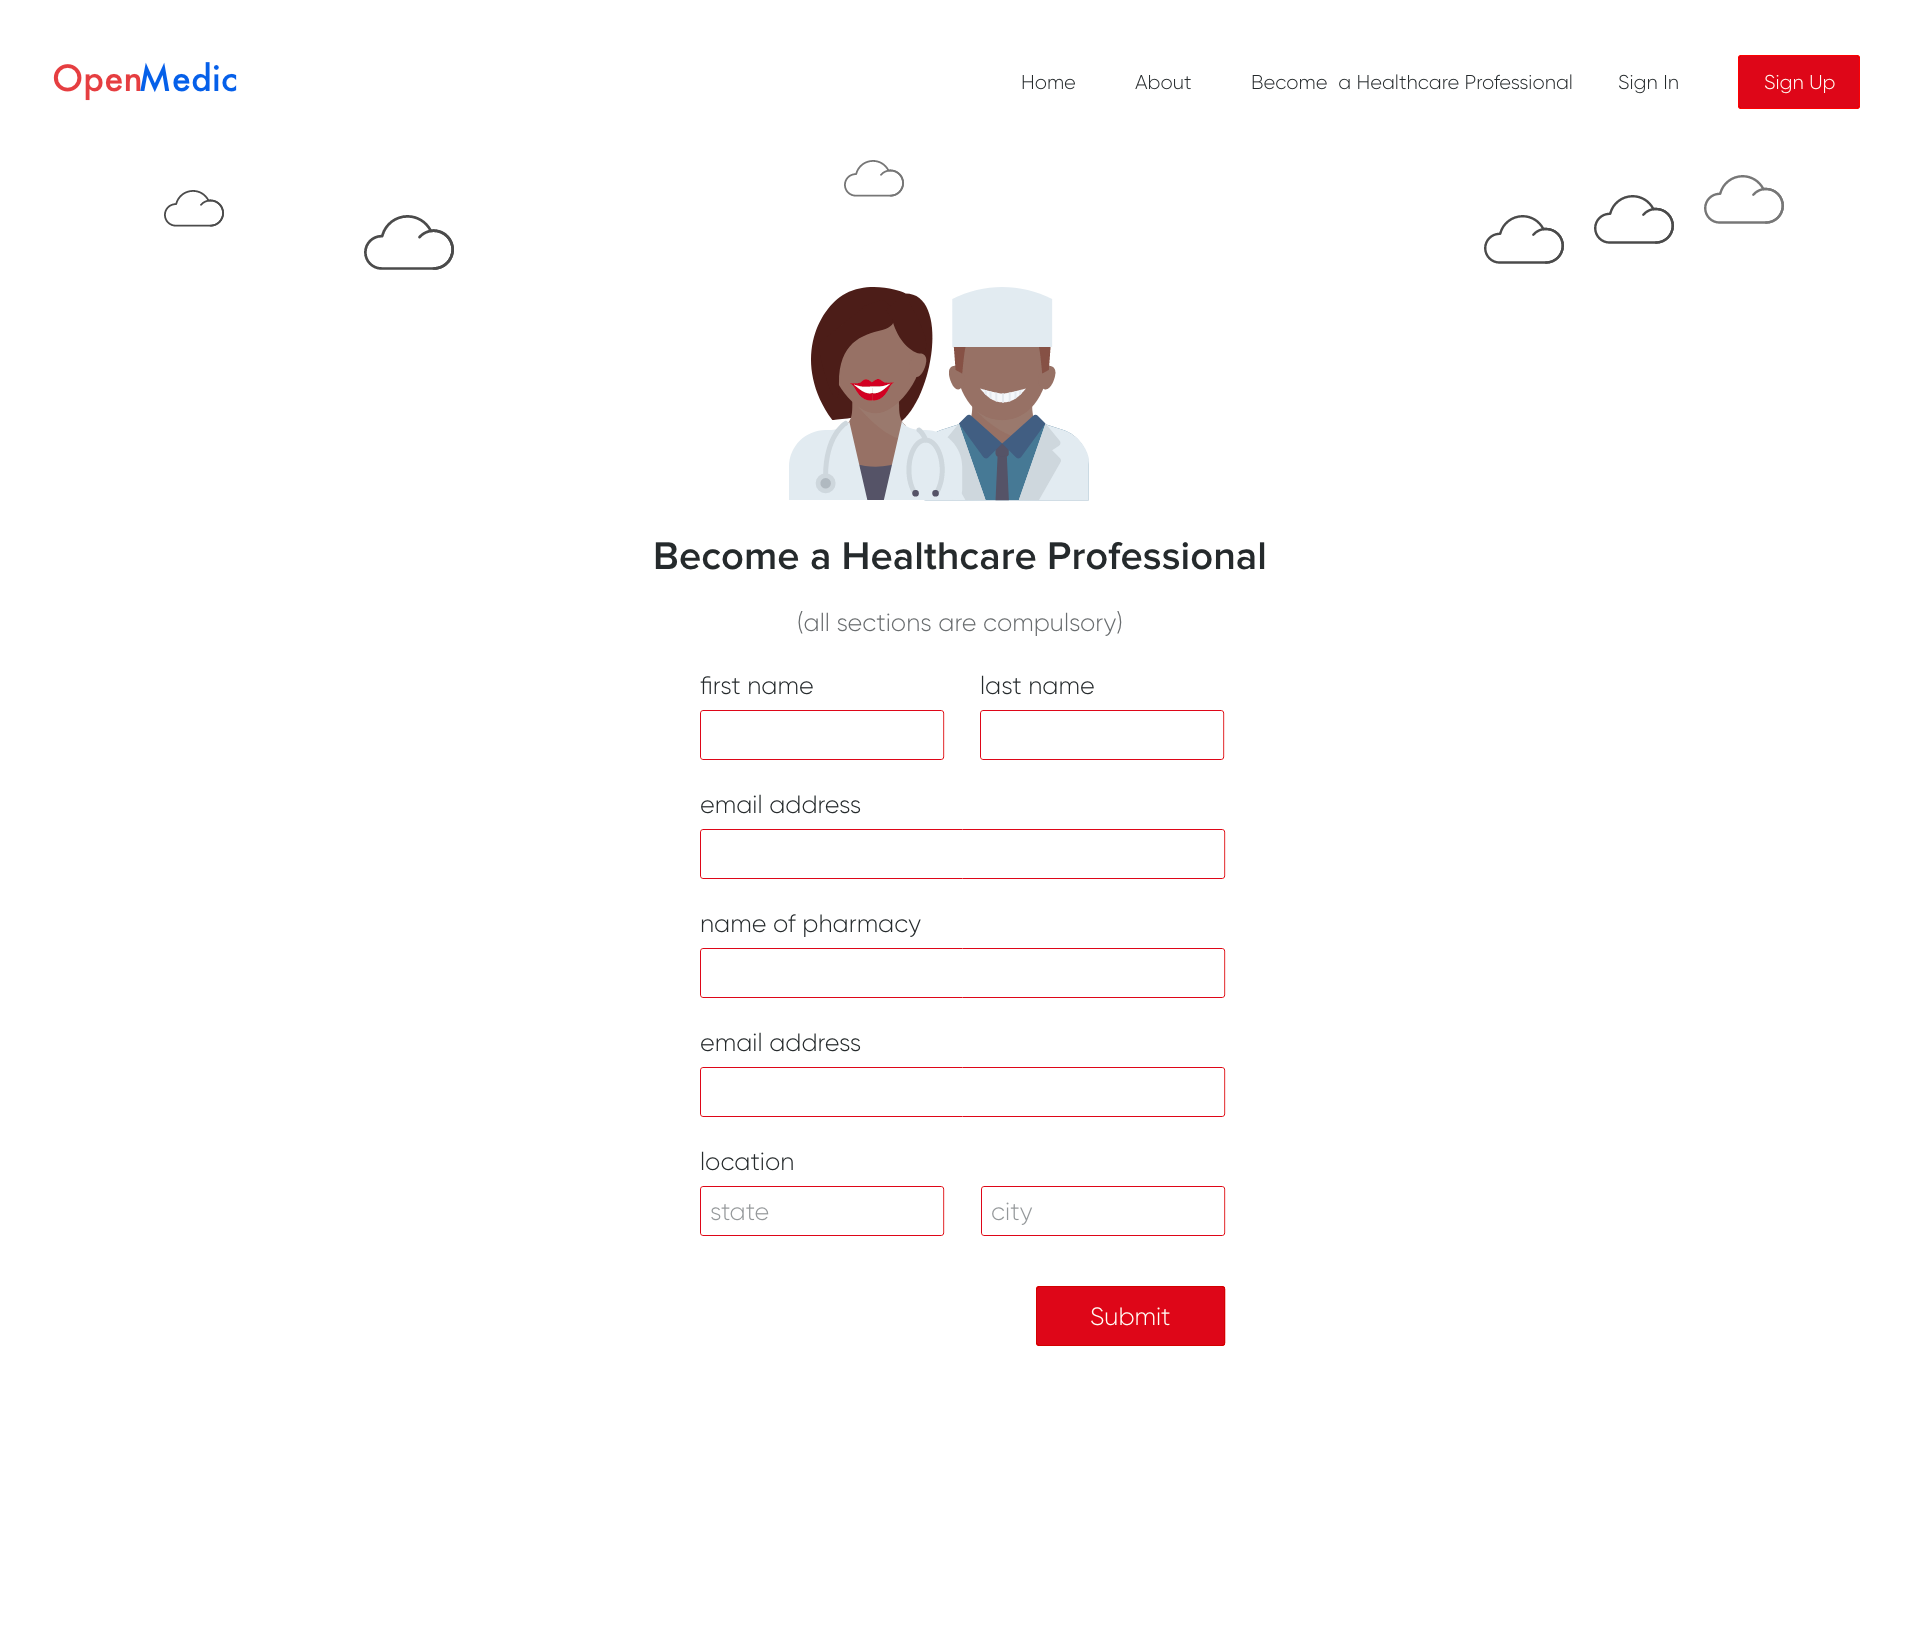 OpenMedic
Home About Become a Healthcare Professional Sign In Sign Up
Become a Healthcare Professional
(all sections are compulsory)
first name last name
email address
name of pharmacy
email address
location
state city
Submit